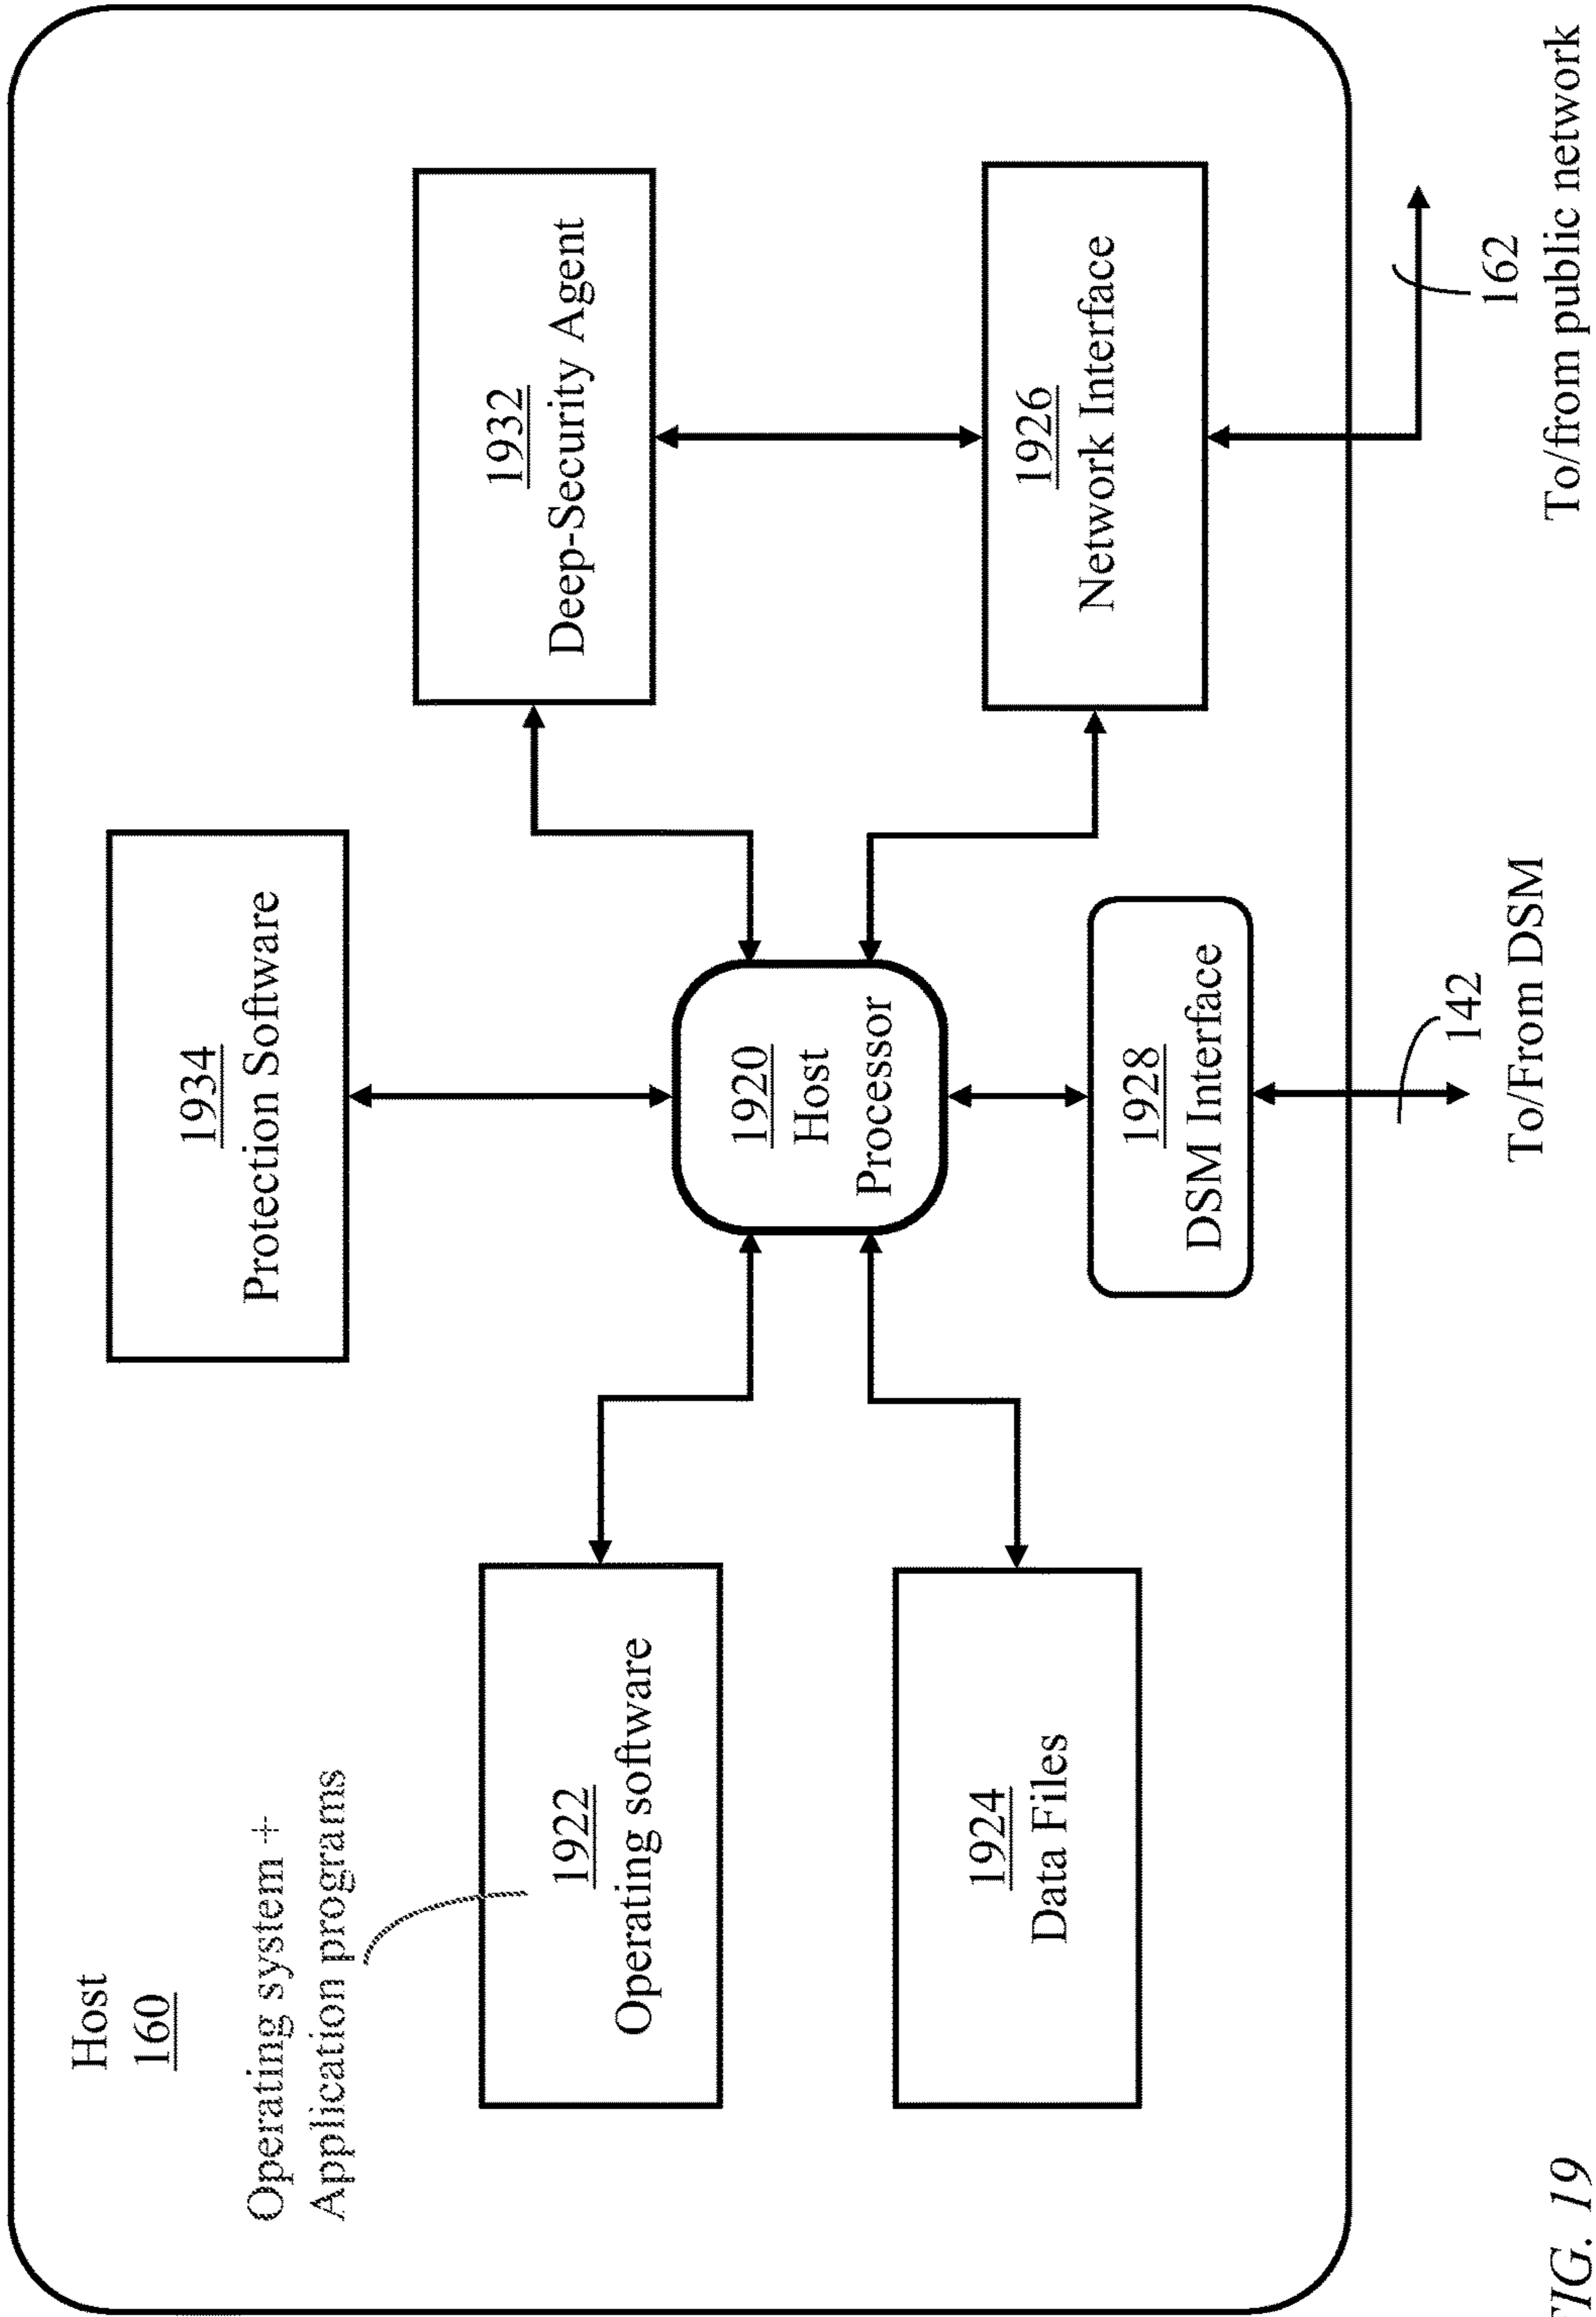 Host
160
Operating system +
Application programs
1934
Protection Software
1922
Operating software
1932
Deep-Security Agent
1920
Host
Processor
1924
Data Files
1926
Network Interface
1928
DSM Interface
142
To/From DSM
162
To/from public network
FIG. 19